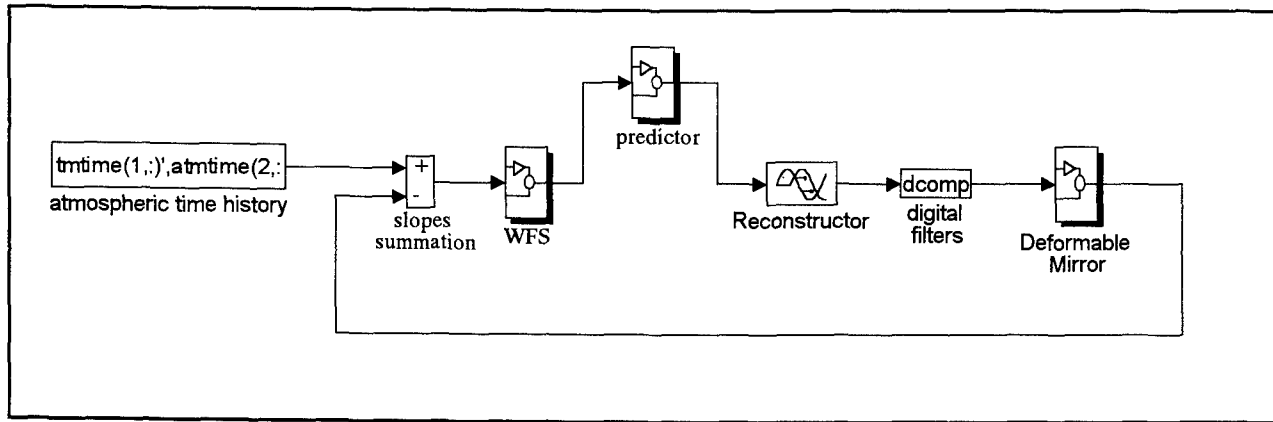 predictor
tmtime(1,:)',atmtime(2,:
atmospheric time history
+
-
slopes
summation
WFS
Reconstructor
dcomp
digital
filters
Deformable
Mirror